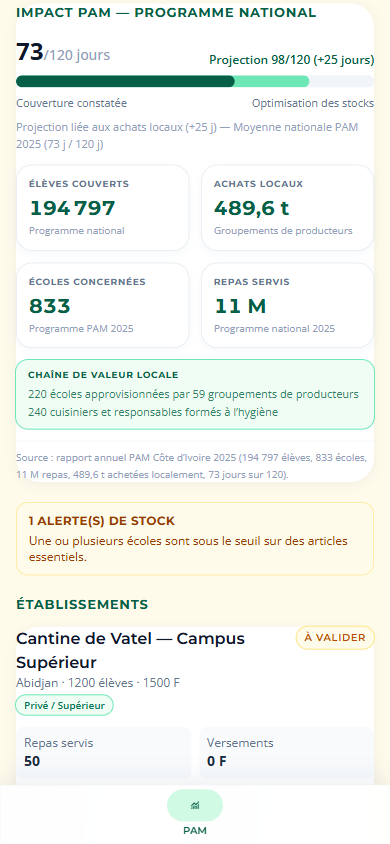 IMPACT PAM — PROGRAMME NATIONAL
73/120 jours
Projection 98/120 (+25 jours)
Couverture constatée
Optimisation des stocks
Projection liée aux achats locaux (+25 j) — Moyenne nationale PAM
2025 (73 j / 120 j)
ÉLÈVES COUVERTS
194 797
Programme national
ACHATS LOCAUX
489,6 t
Groupements de producteurs
ÉCOLES CONCERNÉES
833
Programme PAM 2025
REPAS SERVIS
11 M
Programme national 2025
CHAÎNE DE VALEUR LOCALE
220 écoles approvisionnées par 59 groupements de producteurs
240 cuisiniers et responsables formés à l'hygiène
Source : rapport annuel PAM Côte d'Ivoire 2025 (194 797 élèves, 833 écoles,
11 M repas, 489,6 t achetées localement, 73 jours sur 120).
1 ALERTE(S) DE STOCK
Une ou plusieurs écoles sont sous le seuil sur des articles
essentiels.
ÉTABLISSEMENTS
Cantine de Vatel — Campus
Supérieur
À VALIDER
Abidjan · 1200 élèves · 1500 F
Privé / Supérieur
Repas servis
50
Versements
0 F
PAM